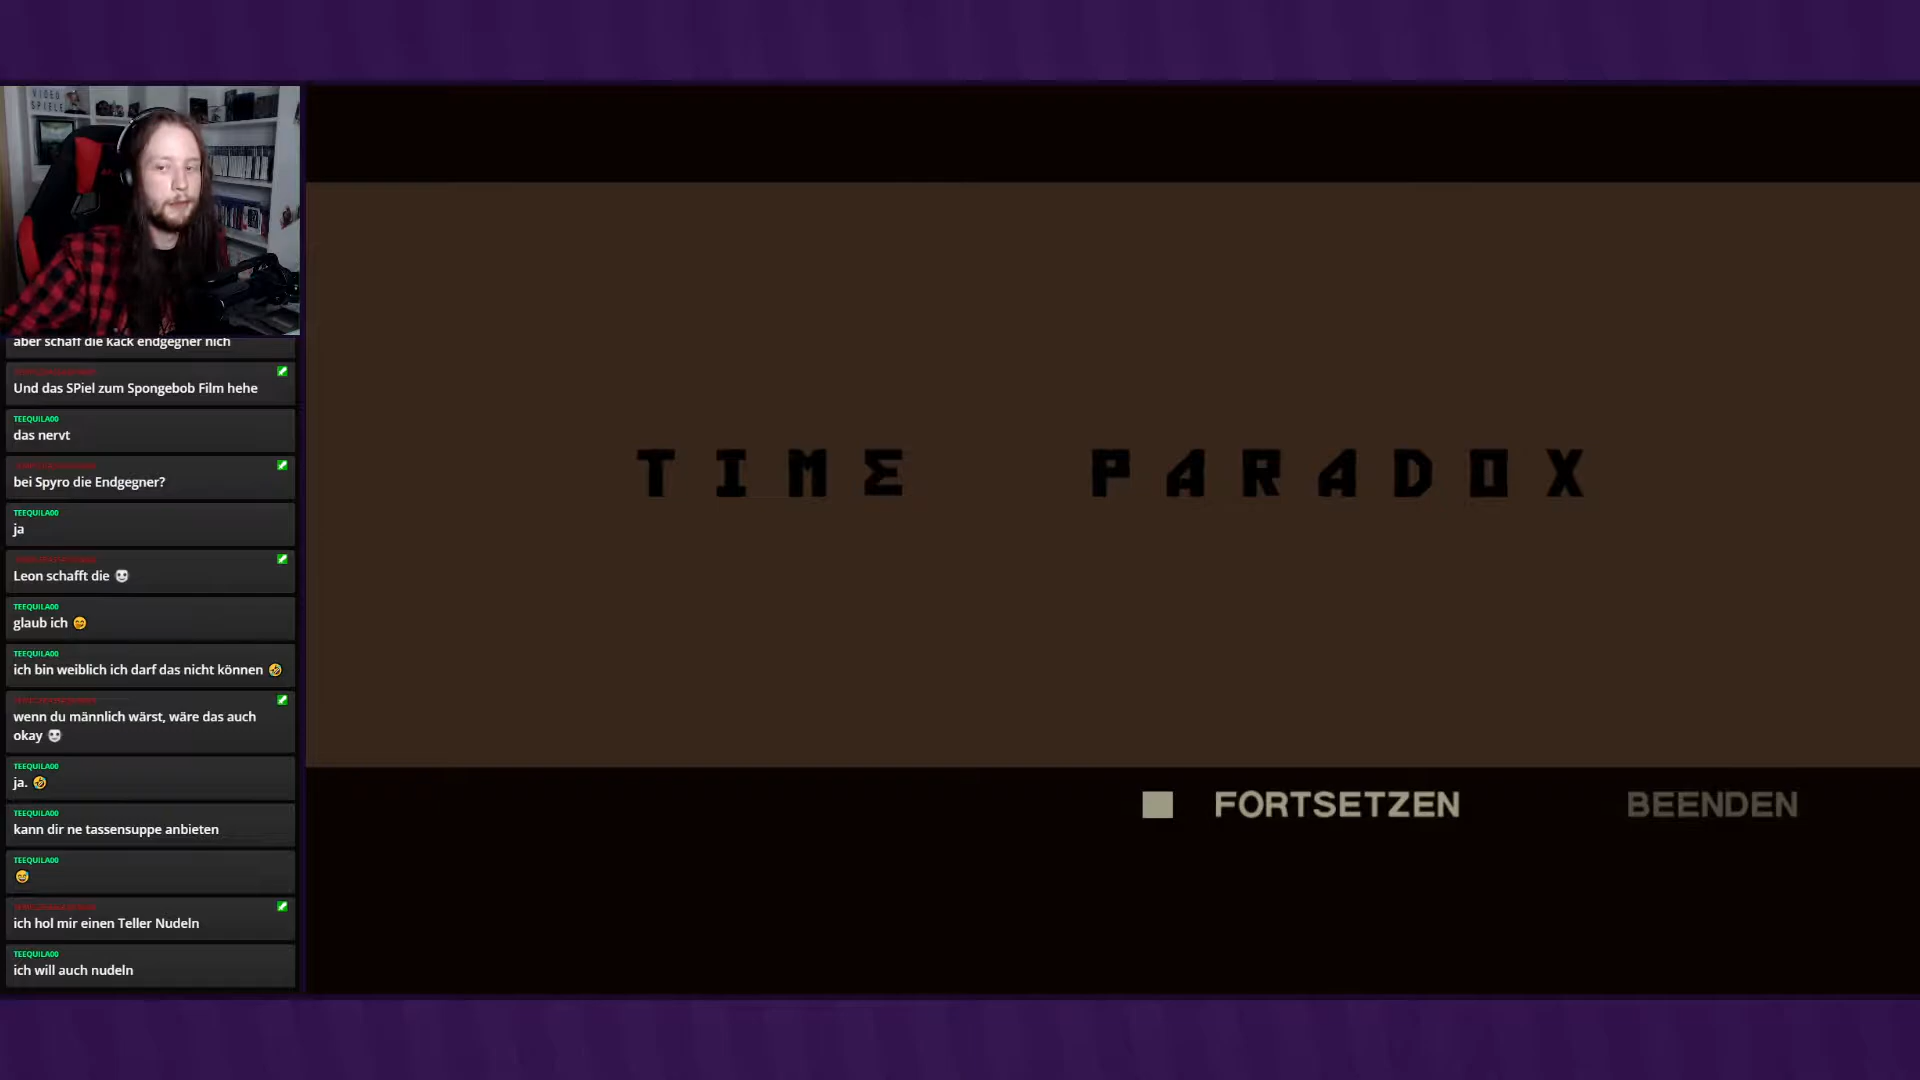 VIDEO
SPIELE
aber schaff die kack endgegner nich
Und das SPiel zum Spongebob Film hehe
TEEQUILA00
das nervt
bei Spyro die Endgegner?
TEEQUILA00
ja
Leon schafft die
TEEQUILA00
glaub ich
TEEQUILA00
ich bin weiblich ich darf das nicht können
wenn du männlich wärst, wäre das auch
okay
TEEQUILA00
ja.
TEEQUILA00
kann dir ne tassensuppe anbieten
TEEQUILA00
ich hol mir einen Teller Nudeln
TEEQUILA00
ich will auch nudeln
TIME PARADOX
FORTSETZEN
BEENDEN